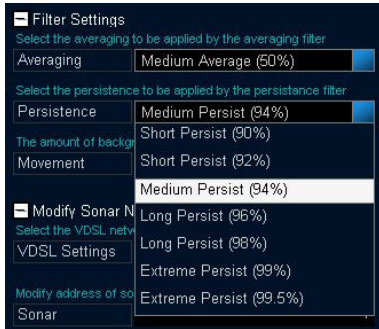 Filter Settings
Select the averaging to be applied by the averaging filter
Averaging Medium Average (50%)
Select the persistence to be applied by the persistance filter
Persistence Medium Persist (94%)
Short Persist (90%)
The amount of backgr
Movement Short Persist (92%)
Medium Persist (94%)
Modify Sonar N Long Persist (96%)
Select the VDSL netw
VDSL Settings Long Persist (98%)
Extreme Persist (99%)
Modify address of so
Sonar Extreme Persist (99.5%)